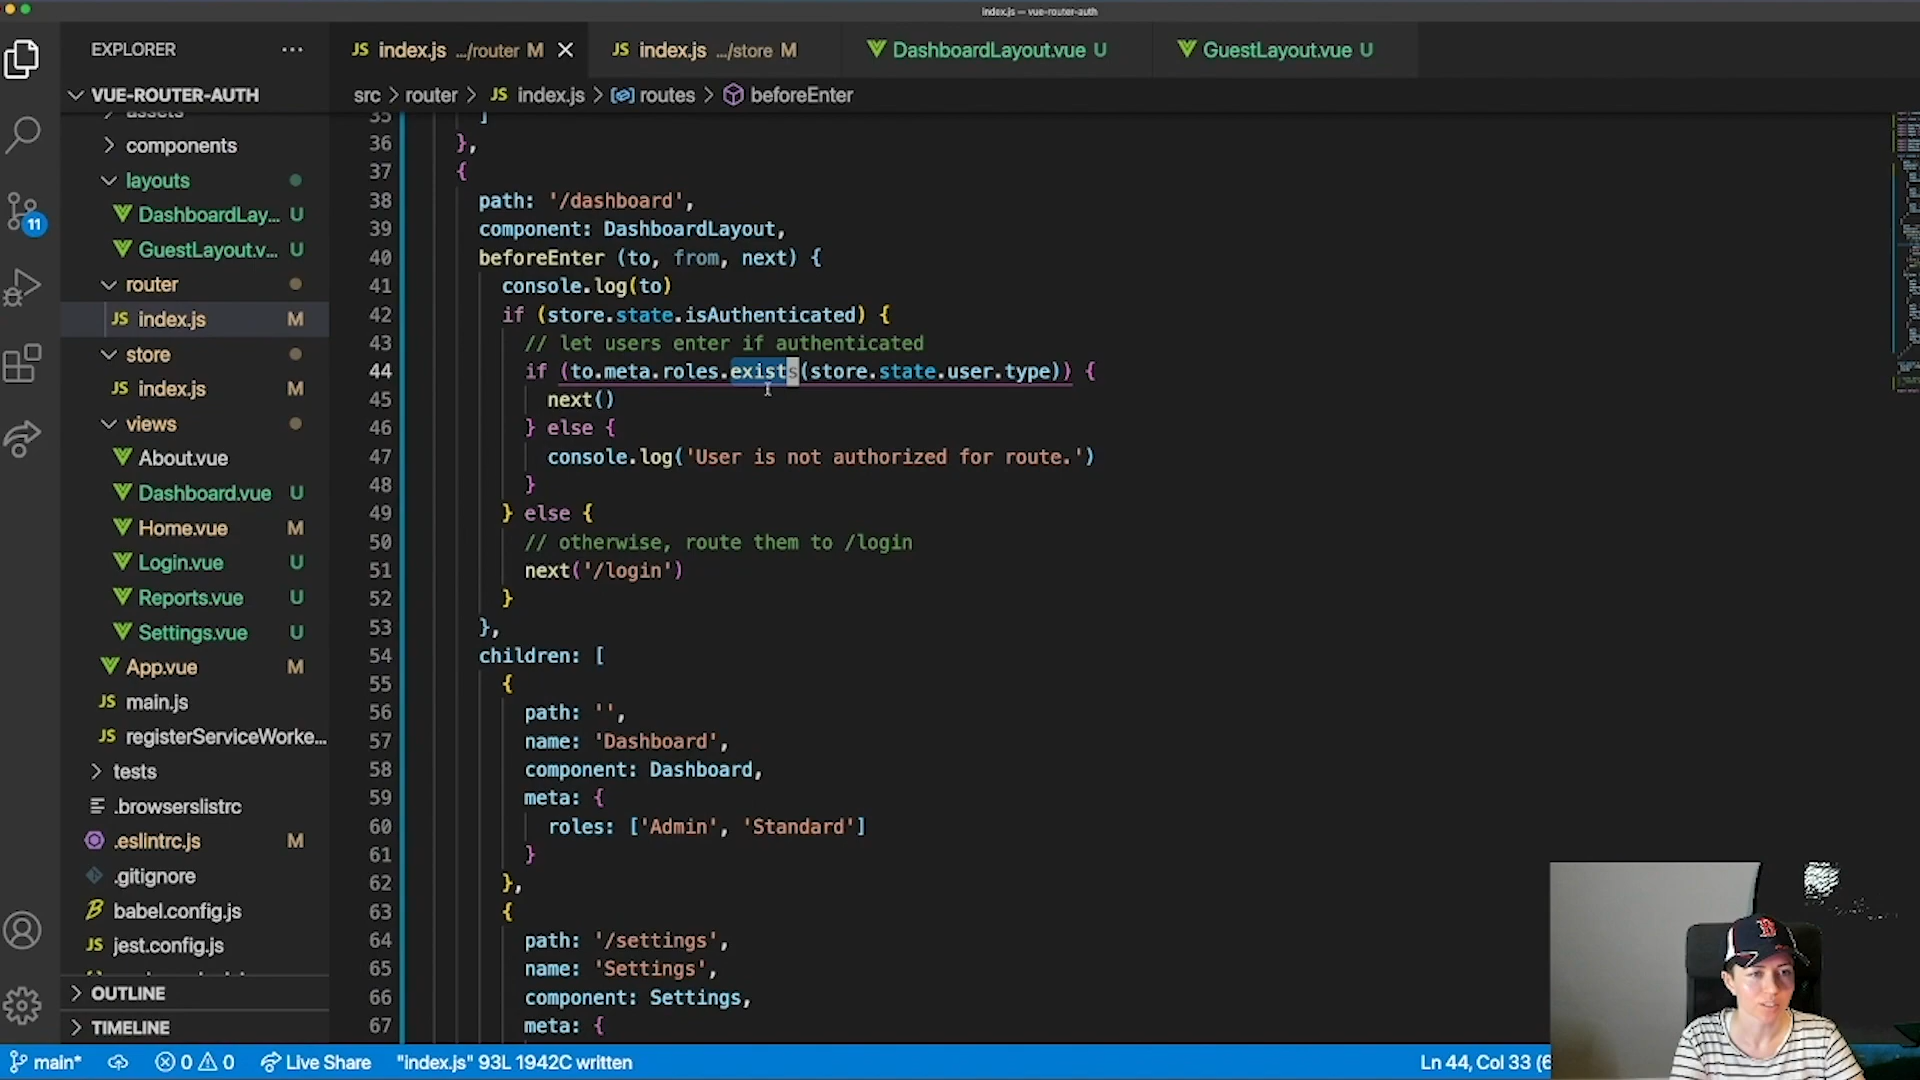 index.js — vue-router-auth
EXPLORER ...
JS index.js .../router M
JS index.js .../store M
DashboardLayout.vue U
GuestLayout.vue U
VUE-ROUTER-AUTH
src > router > JS index.js > routes > beforeEnter
assets
components
layouts
DashboardLay... U
GuestLayout.v... U
router
JS index.js M
store
JS index.js M
views
About.vue
Dashboard.vue U
Home.vue M
Login.vue U
Reports.vue U
Settings.vue U
App.vue M
JS main.js
JS registerServiceWorke...
tests
.browserslistrc
.eslintrc.js M
.gitignore
babel.config.js
JS jest.config.js
OUTLINE
TIMELINE
11
35 ]
36 },
37 {
38 path: '/dashboard',
39 component: DashboardLayout,
40 beforeEnter (to, from, next) {
41 console.log(to)
42 if (store.state.isAuthenticated) {
43 // let users enter if authenticated
44 if (to.meta.roles.exists(store.state.user.type)) {
45 next()
46 } else {
47 console.log('User is not authorized for route.')
48 }
49 } else {
50 // otherwise, route them to /login
51 next('/login')
52 }
53 },
54 children: [
55 {
56 path: '',
57 name: 'Dashboard',
58 component: Dashboard,
59 meta: {
60 roles: ['Admin', 'Standard']
61 }
62 },
63 {
64 path: '/settings',
65 name: 'Settings',
66 component: Settings,
67 meta: {
main* 0 0 Live Share "index.js" 93L 1942C written Ln 44, Col 33 (6